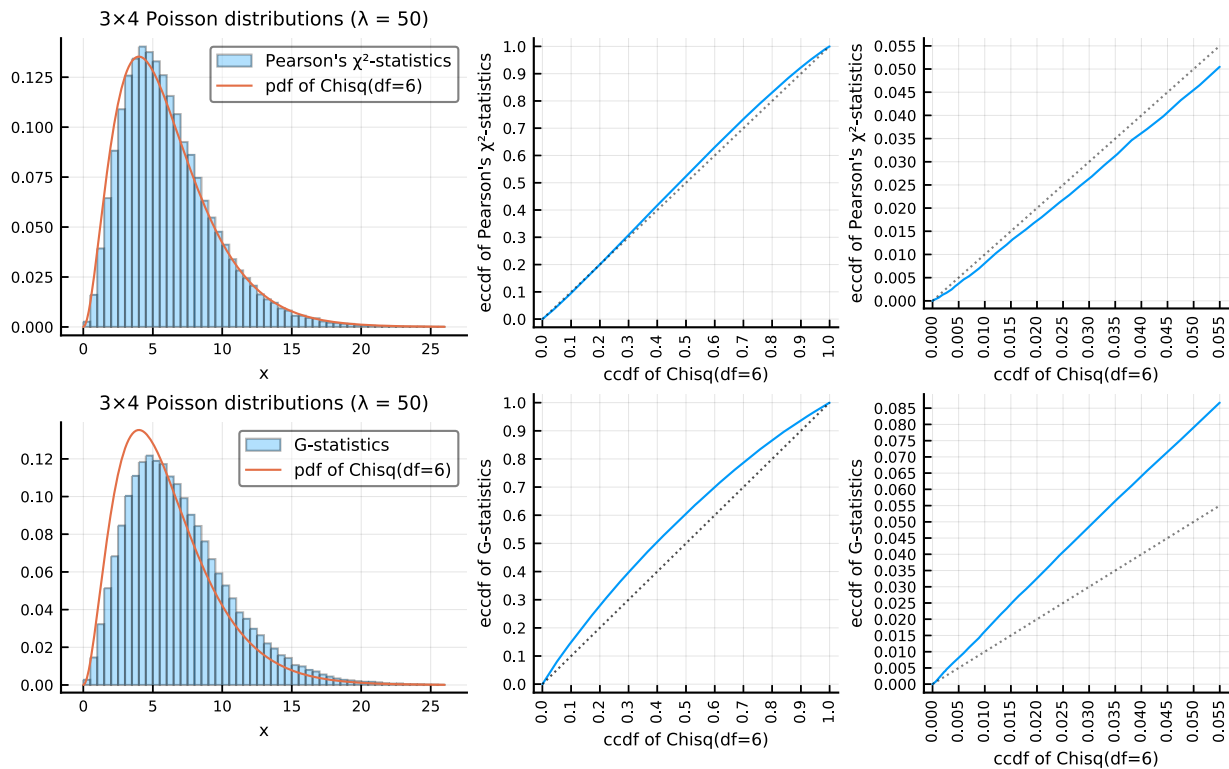 3×4 Poisson distributions (λ = 50)
Pearson's χ²-statistics
pdf of Chisq(df=6)
0.125
0.100
0.075
0.050
0.025
0.000
0 5 10 15 20 25
x
eccdf of Pearson's χ²-statistics
1.0
0.9
0.8
0.7
0.6
0.5
0.4
0.3
0.2
0.1
0.0
0.0 0.1 0.2 0.3 0.4 0.5 0.6 0.7 0.8 0.9 1.0
ccdf of Chisq(df=6)
eccdf of Pearson's χ²-statistics
0.055
0.050
0.045
0.040
0.035
0.030
0.025
0.020
0.015
0.010
0.005
0.000
0.000 0.005 0.010 0.015 0.020 0.025 0.030 0.035 0.040 0.045 0.050 0.055
ccdf of Chisq(df=6)
3×4 Poisson distributions (λ = 50)
G-statistics
pdf of Chisq(df=6)
0.12
0.10
0.08
0.06
0.04
0.02
0.00
0 5 10 15 20 25
x
eccdf of G-statistics
1.0
0.9
0.8
0.7
0.6
0.5
0.4
0.3
0.2
0.1
0.0
0.0 0.1 0.2 0.3 0.4 0.5 0.6 0.7 0.8 0.9 1.0
ccdf of Chisq(df=6)
eccdf of G-statistics
0.085
0.080
0.075
0.070
0.065
0.060
0.055
0.050
0.045
0.040
0.035
0.030
0.025
0.020
0.015
0.010
0.005
0.000
0.000 0.005 0.010 0.015 0.020 0.025 0.030 0.035 0.040 0.045 0.050 0.055
ccdf of Chisq(df=6)